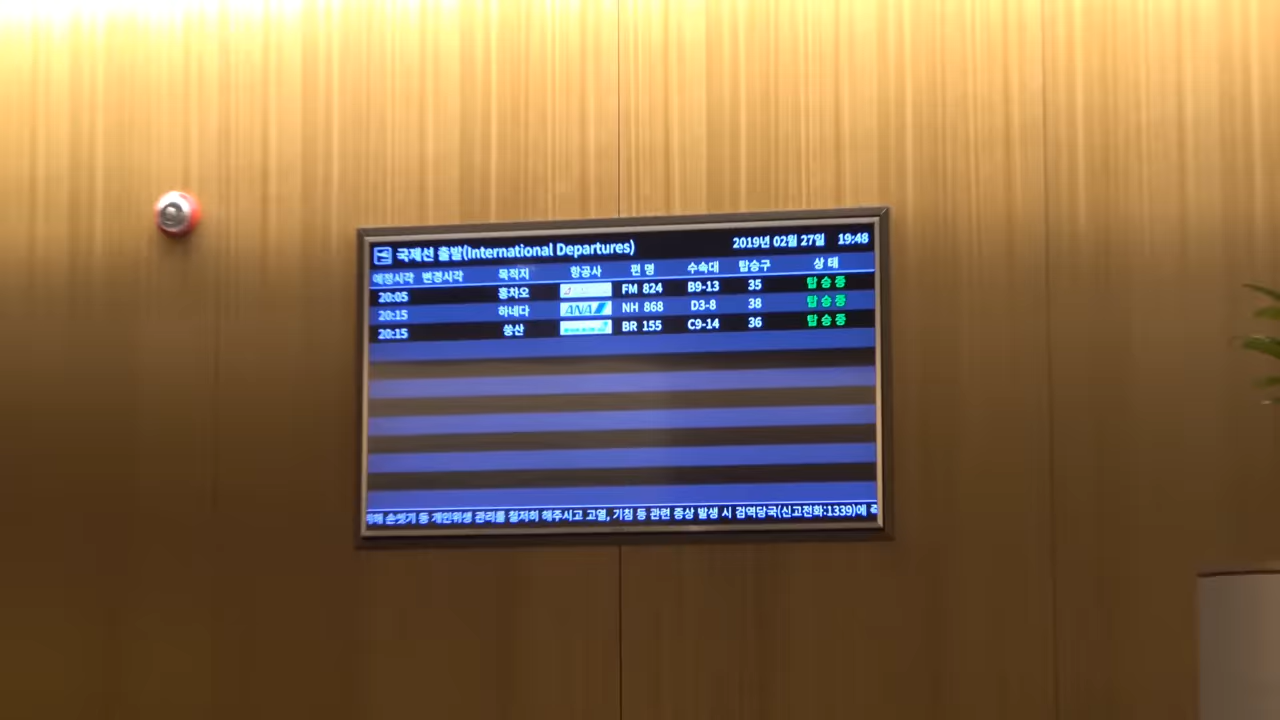 국제선 출발(International Departures) 2019년 02월 27일 19:48
예정시각 변경시각 목적지 항공사 편 명 수속대 탑승구 상 태
20:05 홍차오 FM 824 B9-13 35 탑승중
20:15 하네다 ANA NH 868 D3-8 38 탑승중
20:15 쑹산 BR 155 C9-14 36 탑승중
손씻기 등 개인위생 관리를 철저히 해주시고 고열, 기침 등 관련 증상 발생 시 검역당국(신고전화:1339)에